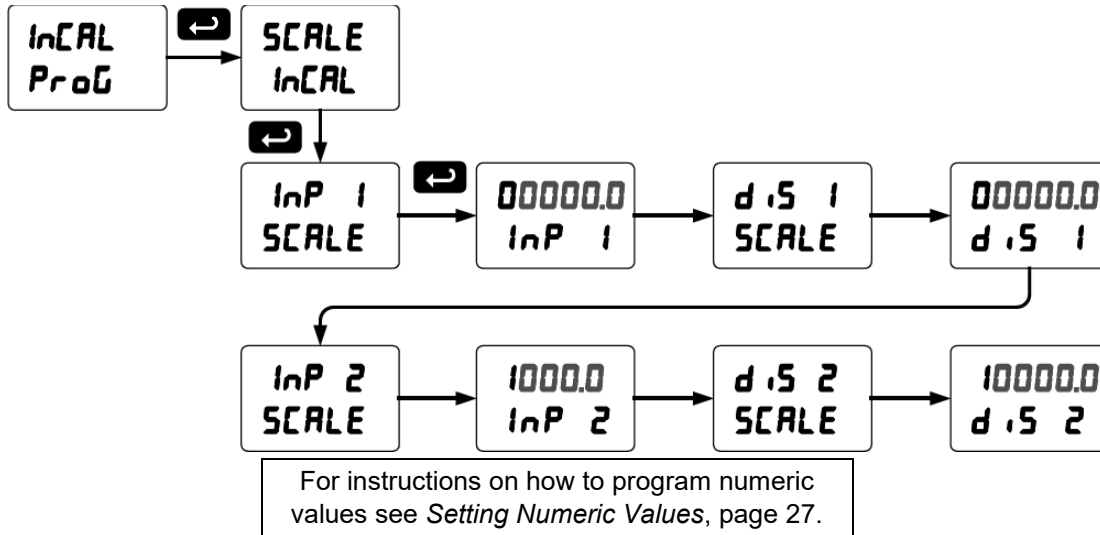 InCAL
ProG
SCALE
InCAL
InP 1
SCALE
00000.0
InP 1
diS 1
SCALE
00000.0
diS 1
InP 2
SCALE
1000.0
InP 2
diS 2
SCALE
10000.0
diS 2
For instructions on how to program numeric
values see Setting Numeric Values, page 27.